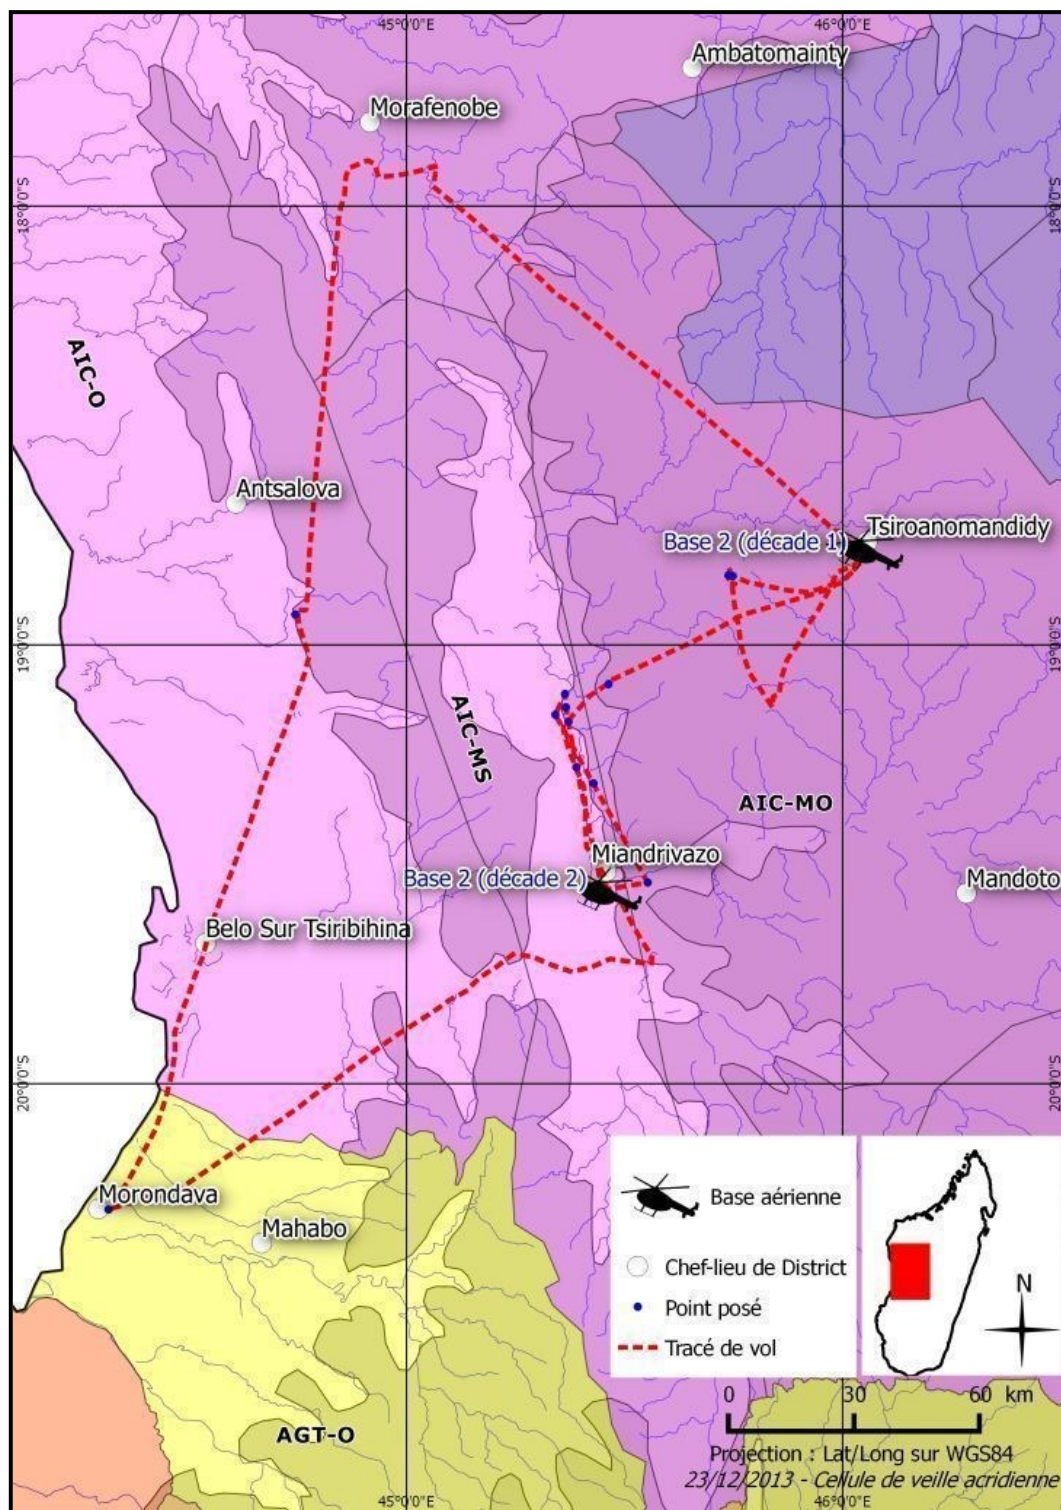 45°0'0"E
46°0'0"E
Ambatomainty
Morafenobe
18°0'0"S
18°0'0"S
AIC-O
Antsalova
Tsiroanomandidy
Base 2 (décade 1)
19°0'0"S
19°0'0"S
AIC-MS
AIC-MO
Miandrivazo
Base 2 (décade 2)
Mandoto
Belo Sur Tsiribihina
20°0'0"S
20°0'0"S
Morondava
Mahabo
AGT-O
Base aérienne
Chef-lieu de District
Point posé
Tracé de vol
N
0 30 60 km
Projection : Lat/Long sur WGS84
23/12/2013 - Cellule de veille acridienne
45°0'0"E
46°0'0"E